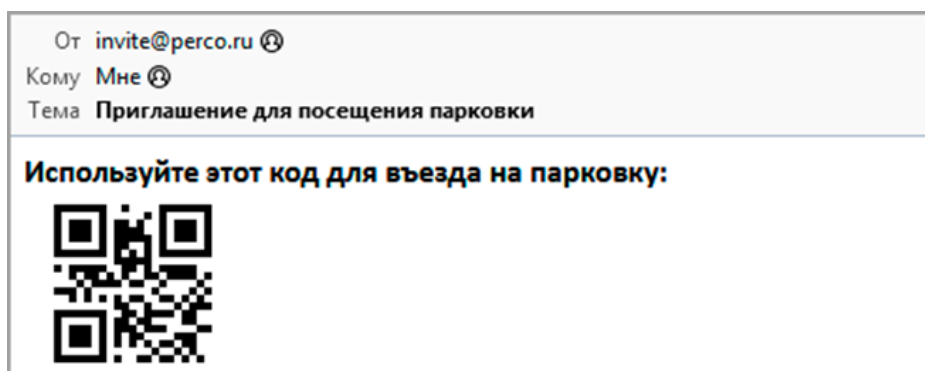 От invite@perco.ru
Кому Мне
Тема Приглашение для посещения парковки
Используйте этот код для въезда на парковку: